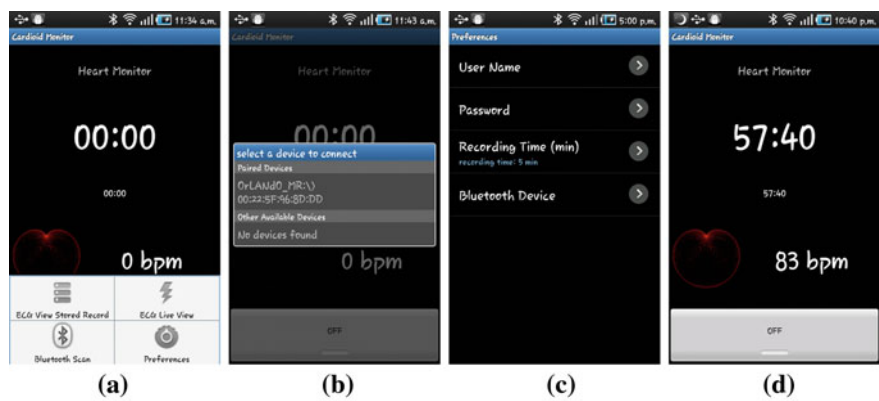 11:34 a.m.
Cardioid Monitor
Heart Monitor
00:00
00:00
0 bpm
ECG View Stored Record
ECG Live View
Bluetooth Scan
Preferences
(a)
11:43 a.m.
Cardioid Monitor
Heart Monitor
00:00
select a device to connect
Paired Devices
OrLANdO_MR:\)
00:22:5F:96:8D:DD
Other Available Devices
No devices found
0 bpm
OFF
(b)
5:00 p.m.
Preferences
User Name
Password
Recording Time (min)
recording time: 5 min
Bluetooth Device
(c)
10:40 p.m.
Cardioid Monitor
Heart Monitor
57:40
57:40
83 bpm
OFF
(d)